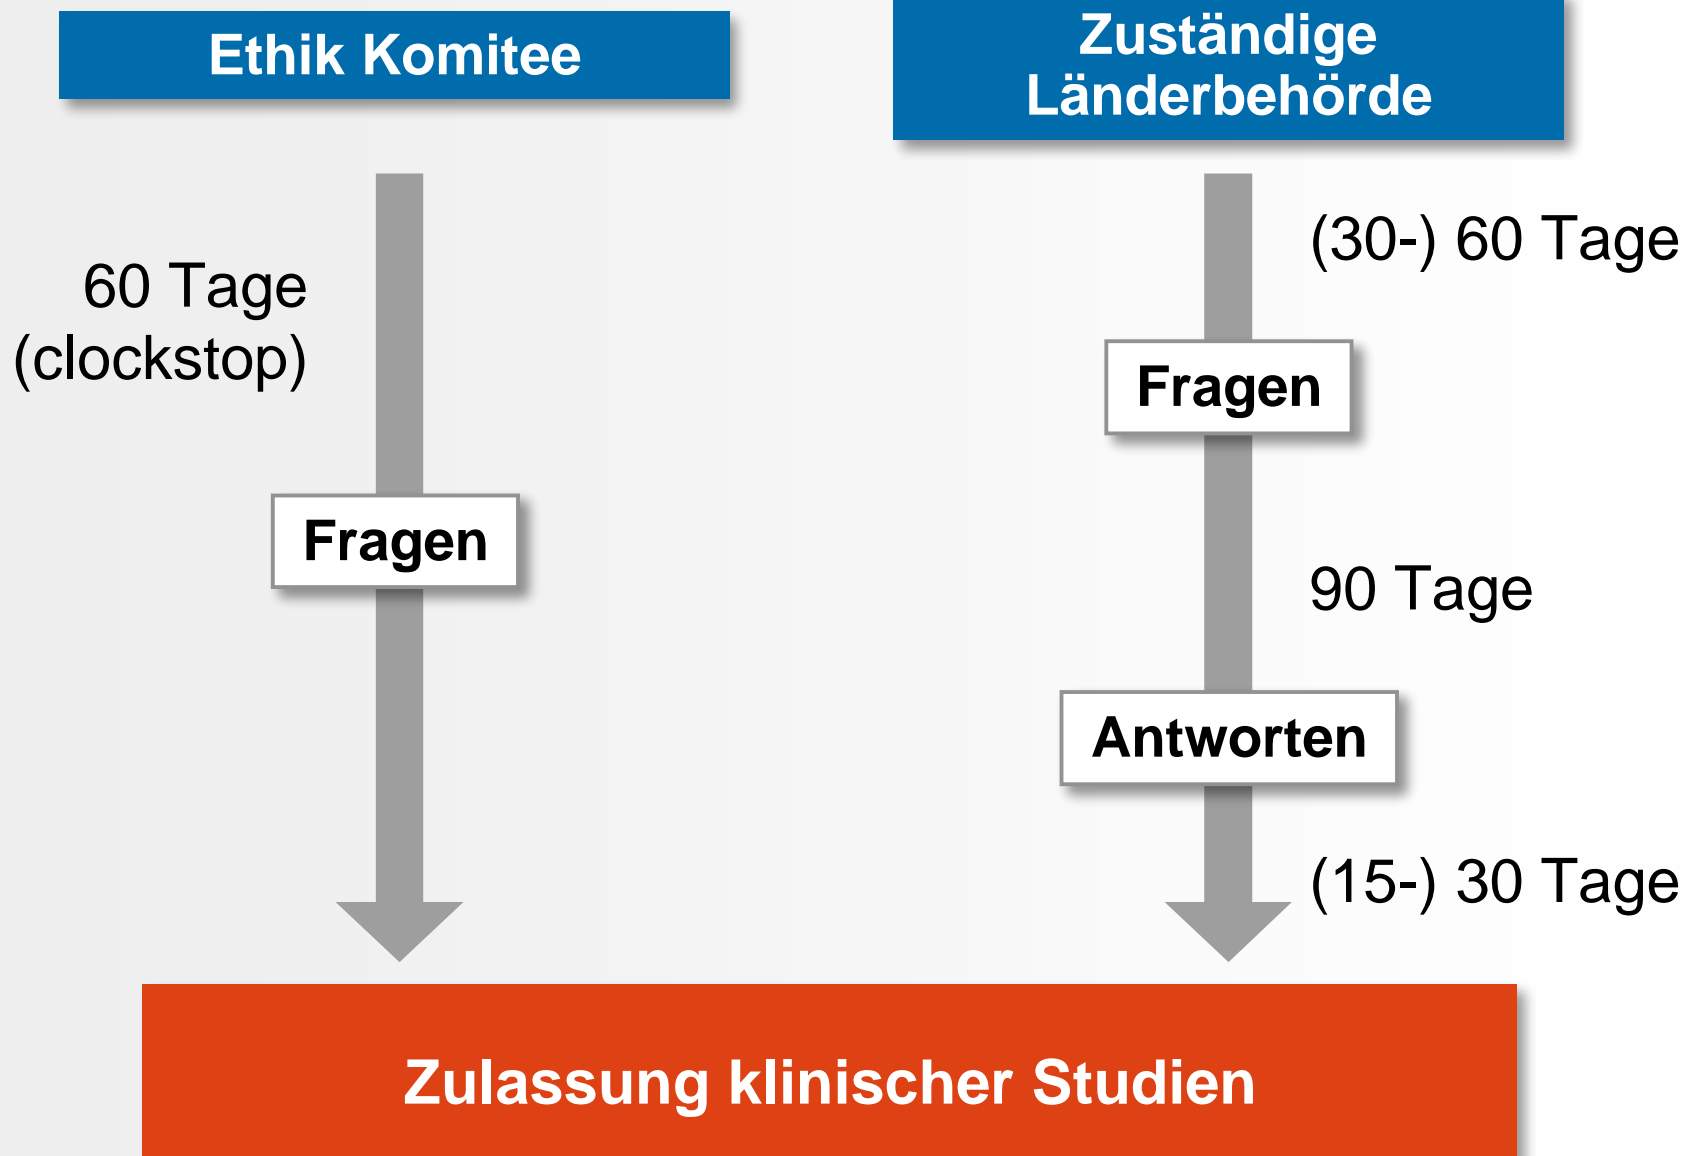 Ethik Komitee
60 Tage
(clockstop)
Fragen
Zuständige
Länderbehörde
(30-) 60 Tage
Fragen
90 Tage
Antworten
(15-) 30 Tage
Zulassung klinischer Studien